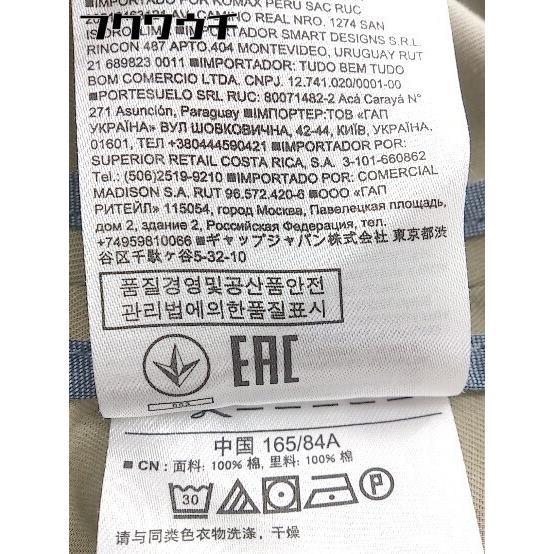 フクワウチ
■IMPORTADO POR KOMAX PERU SAC RUC
CAMINO REAL NRO. 1274 SAN
IMPORTADOR SMART DESIGNS S.R.L.
RINCON 487 APTO.404 MONTEVIDEO, URUGUAY RUT
21 689823 0011 ■IMPORTADOR: TUDO BEM TUDO
BOM COMERCIO LTDA, CNPJ. 12.741.020/0001-00
■PORTESUELO SRL RUC: 80071482-2 Acá Carayá N°
271 Asunción, Paraguay ■ІМПОРТЕР:ТОВ «ГАП
УКРАЇНА» ВУЛ ШОВКОВИЧНА, 42-44, КИЇВ, УКРАЇНА,
01601, ТЕЛ +380444590421 ■IMPORTADO POR:
SUPERIOR RETAIL COSTA RICA, S.A. 3-101-660862
Tel.: (506)2519-9210 ■IMPORTADO POR: COMERCIAL
MADISON S.A. RUT 96.572.420-6 ■ООО «ГАП
РИТЕЙЛ» 115054, город Москва, Павелецкая площадь,
дом 2, здание 2, Российская Федерация, тел.
+74959810066 ■ギャップジャパン株式会社 東京都渋
谷区千駄ヶ谷5-32-10
품질경영및공산품안전
관리법에의한품질표시
EAC
中国 165/84A
■ CN : 面料: 100% 棉, 里料: 100% 棉
30
P
请与同类色衣物洗涤, 干燥